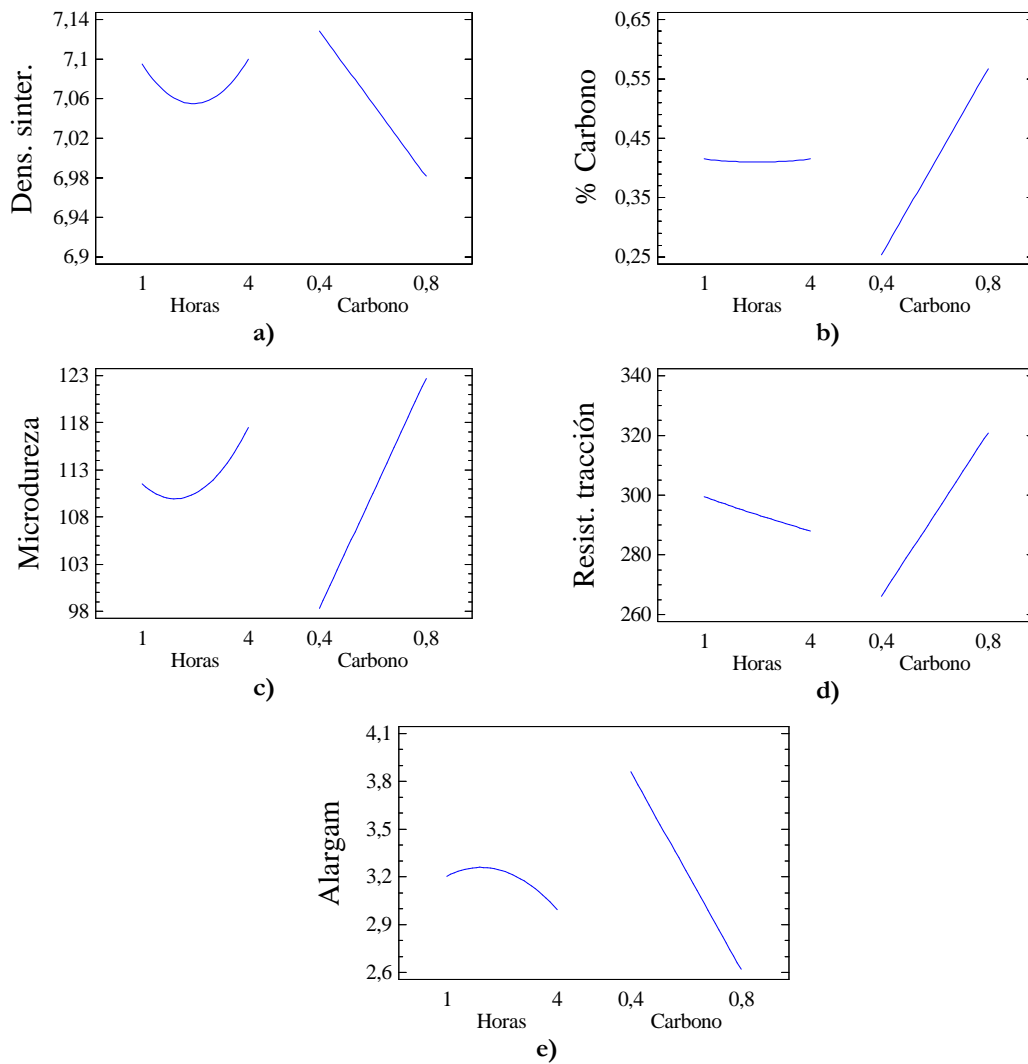 Dens. sinter.
7,14
7,1
7,06
7,02
6,98
6,94
6,9
1 4 0,4 0,8
Horas Carbono
a)
% Carbono
0,65
0,55
0,45
0,35
0,25
1 4 0,4 0,8
Horas Carbono
b)
Microdureza
123
118
113
108
103
98
1 4 0,4 0,8
Horas Carbono
c)
Resist. tracción
340
320
300
280
260
1 4 0,4 0,8
Horas Carbono
d)
Alargam
4,1
3,8
3,5
3,2
2,9
2,6
1 4 0,4 0,8
Horas Carbono
e)